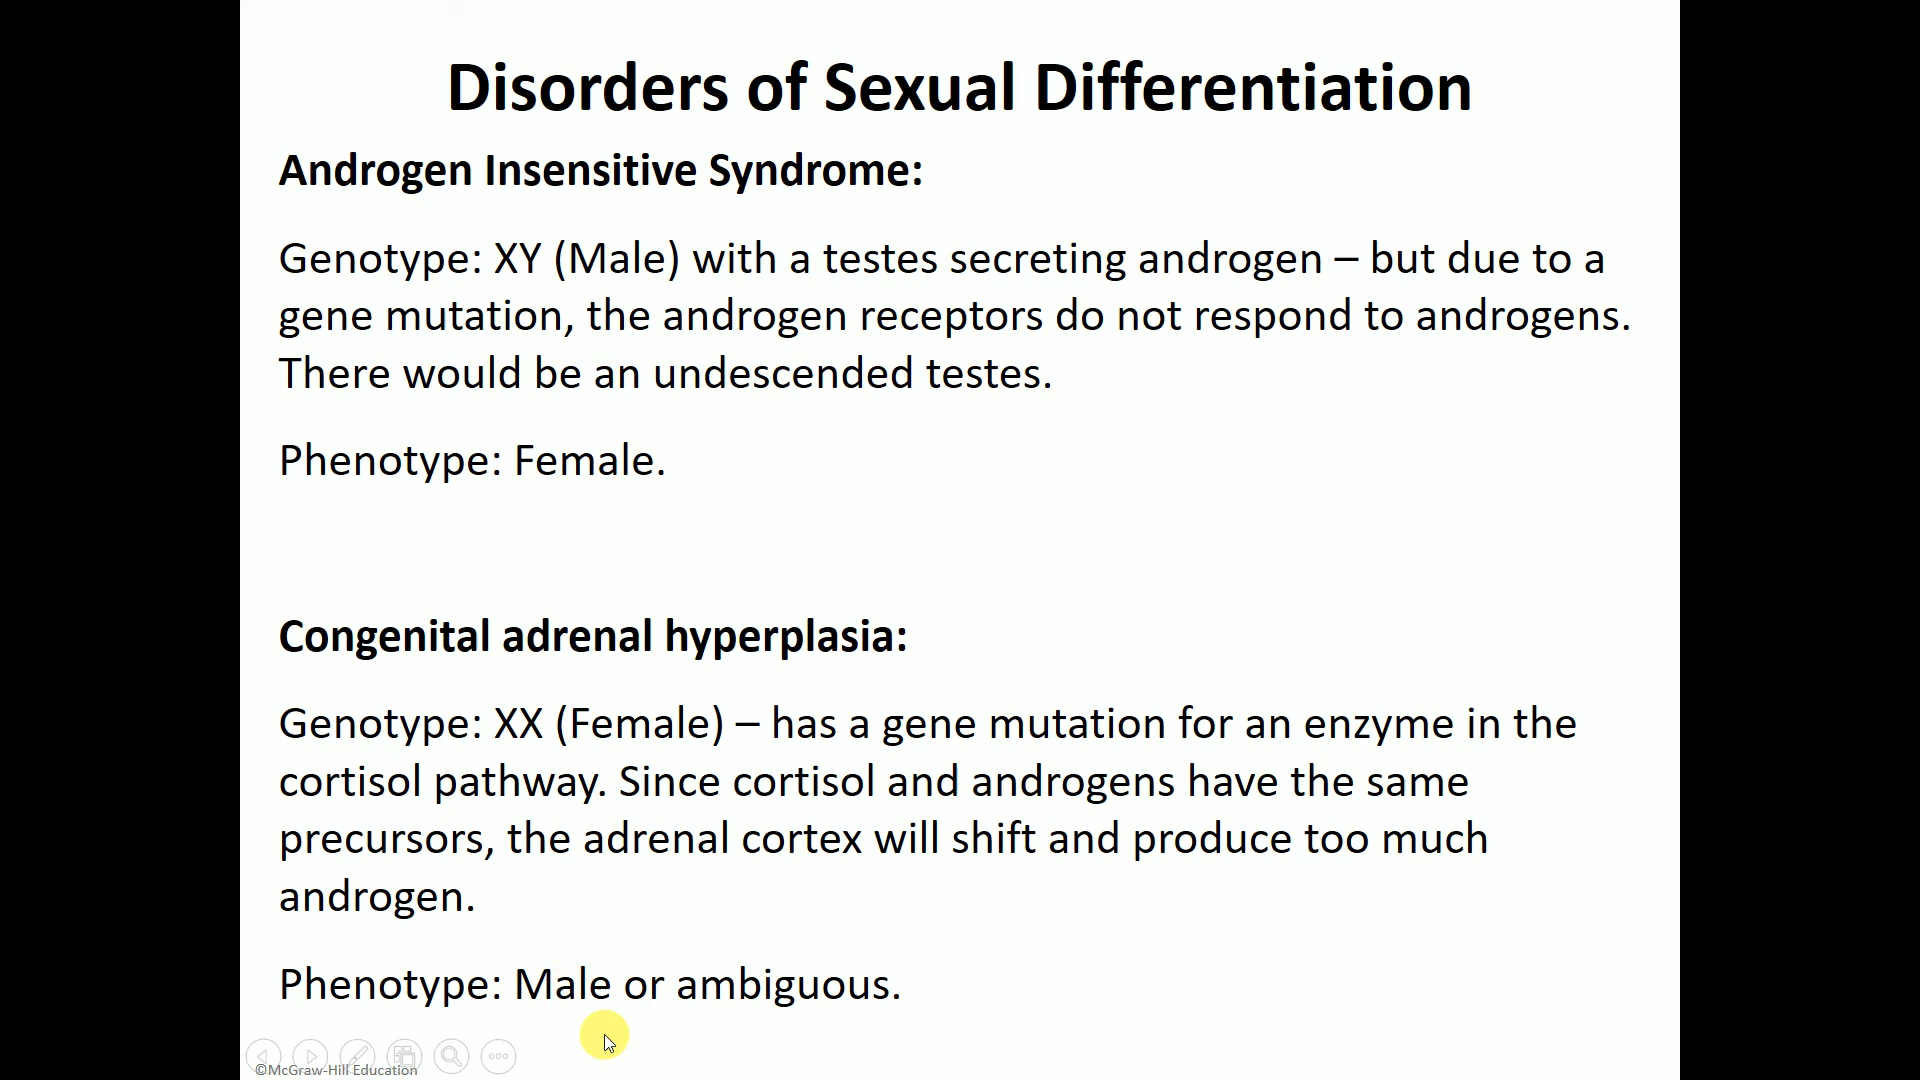 Disorders of Sexual Differentiation
Androgen Insensitive Syndrome:
Genotype: XY (Male) with a testes secreting androgen – but due to a
gene mutation, the androgen receptors do not respond to androgens.
There would be an undescended testes.
Phenotype: Female.
Congenital adrenal hyperplasia:
Genotype: XX (Female) – has a gene mutation for an enzyme in the
cortisol pathway. Since cortisol and androgens have the same
precursors, the adrenal cortex will shift and produce too much
androgen.
Phenotype: Male or ambiguous.
©McGraw-Hill Education